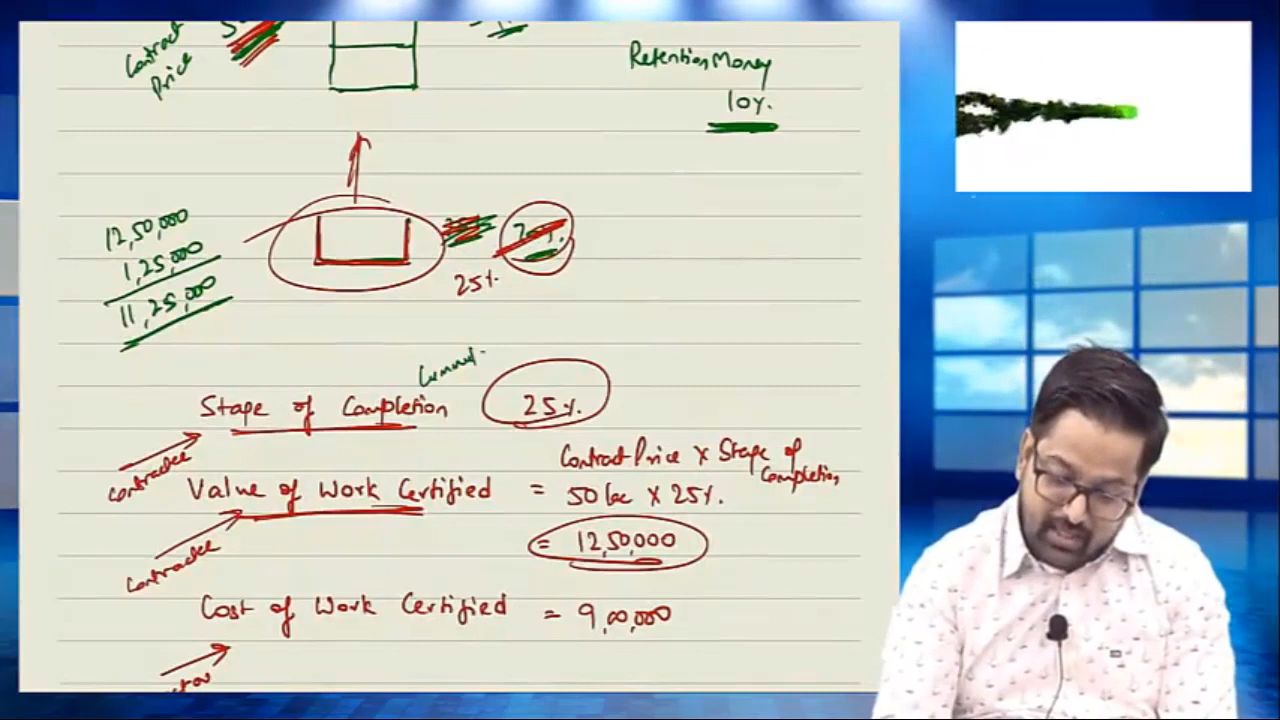 Contract
Price
Retention Money
10%.
12,50,000
1,25,000
11,25,000
25%.
Stage of Completion
25%.
Contractee
Contract Price x Stage of
Completion
Value of Work Certified = 50 lac x 25%.
Contractee
= 12,50,000
Cost of Work Certified = 9,00,000